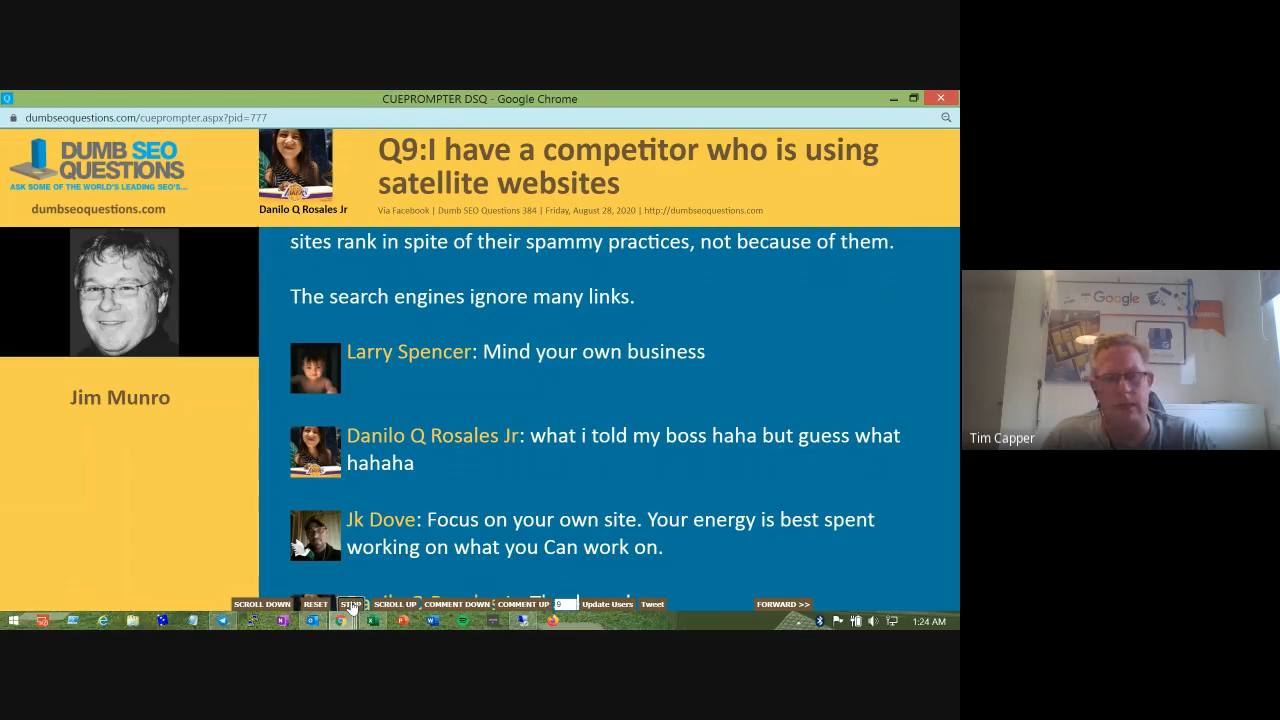 CUEPROMPTER DSQ - Google Chrome
dumbseoquestions.com/cueprompter.aspx?pid=777
DUMB SEO
QUESTIONS
ASK SOME OF THE WORLD'S LEADING SEO'S...
dumbseoquestions.com
LAKERS
Danilo Q Rosales Jr
Q9:I have a competitor who is using
satellite websites
Via Facebook | Dumb SEO Questions 384 | Friday, August 28, 2020 | http://dumbseoquestions.com
Jim Munro
sites rank in spite of their spammy practices, not because of them.
The search engines ignore many links.
Larry Spencer: Mind your own business
Danilo Q Rosales Jr: what i told my boss haha but guess what
hahaha
Jk Dove: Focus on your own site. Your energy is best spent
working on what you Can work on.
SCROLL DOWN RESET STOP SCROLL UP COMMENT DOWN COMMENT UP 9 Update Users Tweet FORWARD >>
1:24 AM
Google
Tim Capper